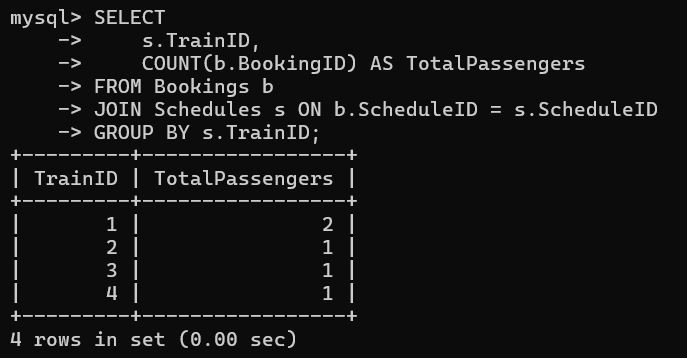 mysql> SELECT
    ->     s.TrainID,
    ->     COUNT(b.BookingID) AS TotalPassengers
    -> FROM Bookings b
    -> JOIN Schedules s ON b.ScheduleID = s.ScheduleID
    -> GROUP BY s.TrainID;
+---------+-----------------+
| TrainID | TotalPassengers |
+---------+-----------------+
|       1 |               2 |
|       2 |               1 |
|       3 |               1 |
|       4 |               1 |
+---------+-----------------+
4 rows in set (0.00 sec)